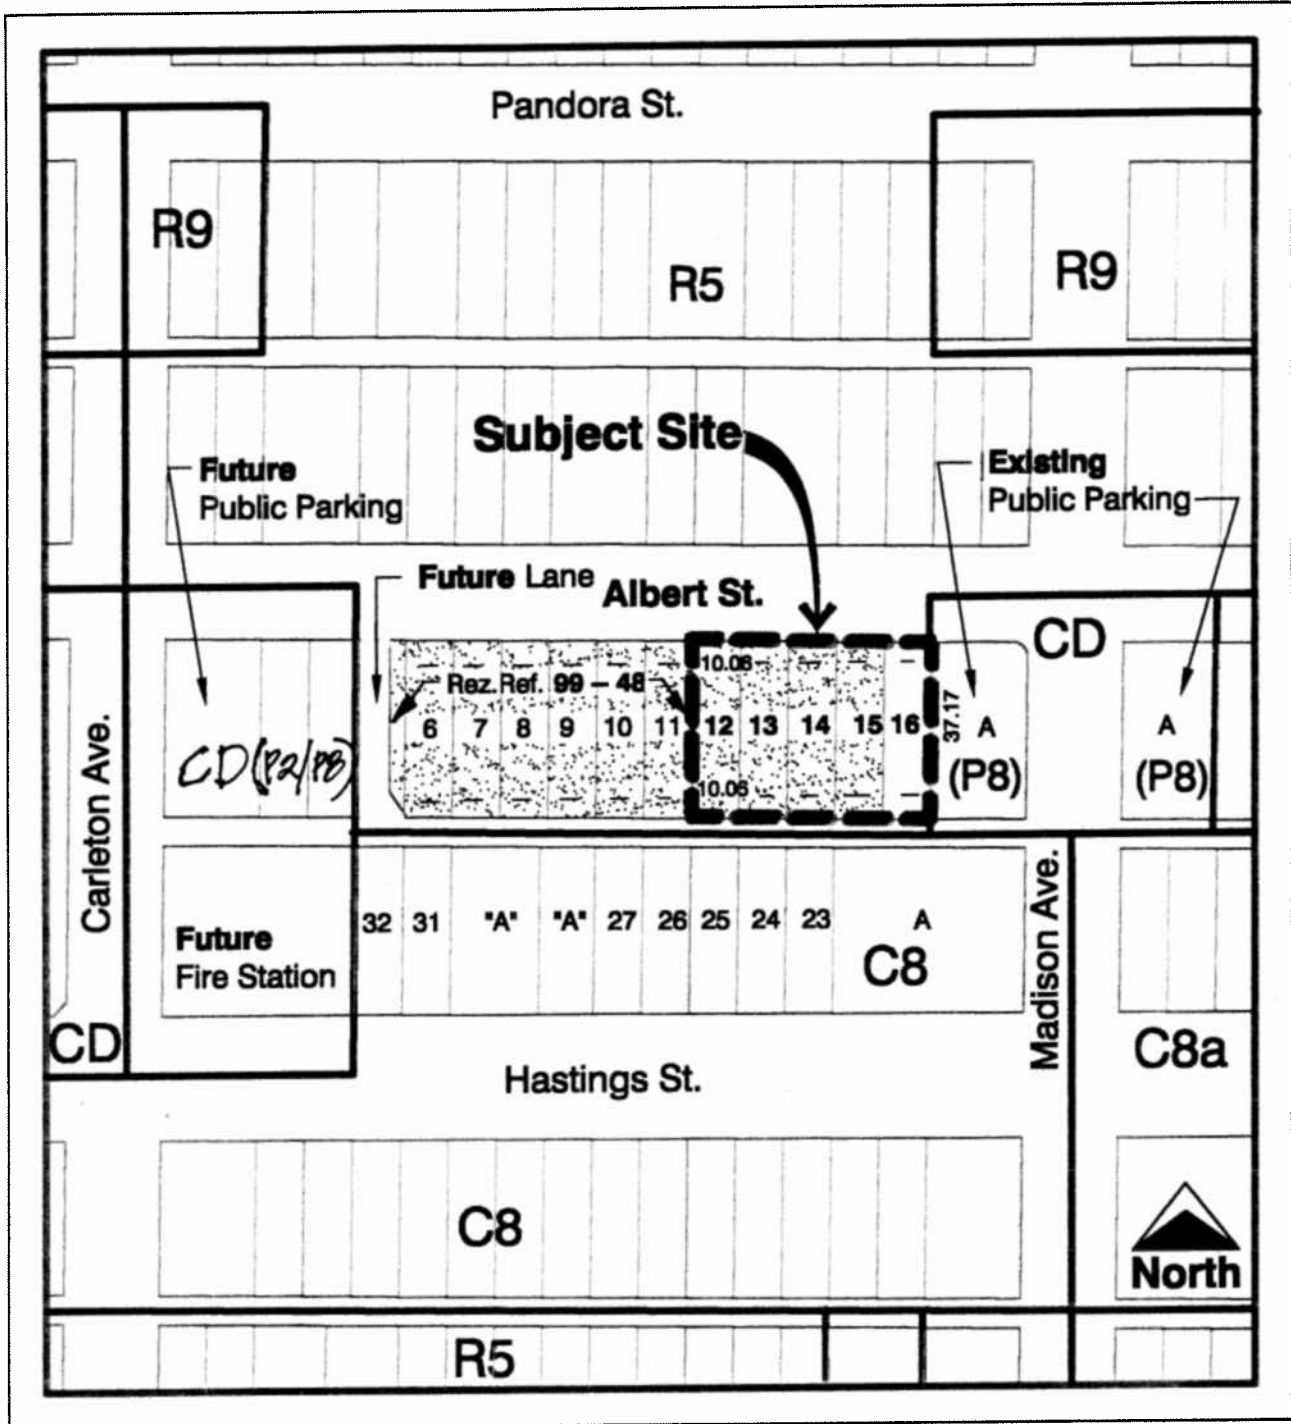 Pandora St.
R9
R5
R9
Subject Site
Future
Public Parking
Existing
Public Parking
Future Lane
Albert St.
CD
10.06
Rez. Ref. 99 – 48
6 7 8 9 10 11 12 13 14 15 16
37.17
A
(P8)
A
(P8)
CD(P2/P8)
10.06
Carleton Ave.
32 31 "A" "A" 27 26 25 24 23 A
Future
Fire Station
C8
Madison Ave.
CD
C8a
Hastings St.
C8
North
R5